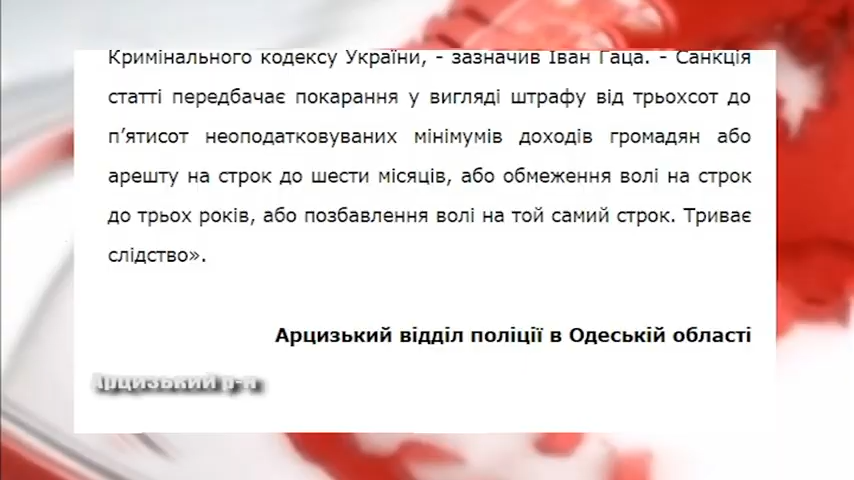 Кримінального кодексу України, - зазначив Іван Гаца. - Санкція
статті передбачає покарання у вигляді штрафу від трьохсот до
п’ятисот неоподатковуваних мінімумів доходів громадян або
арешту на строк до шести місяців, або обмеження волі на строк
до трьох років, або позбавлення волі на той самий строк. Триває
слідство».
Арцизький відділ поліції в Одеській області
Арцизький р-н